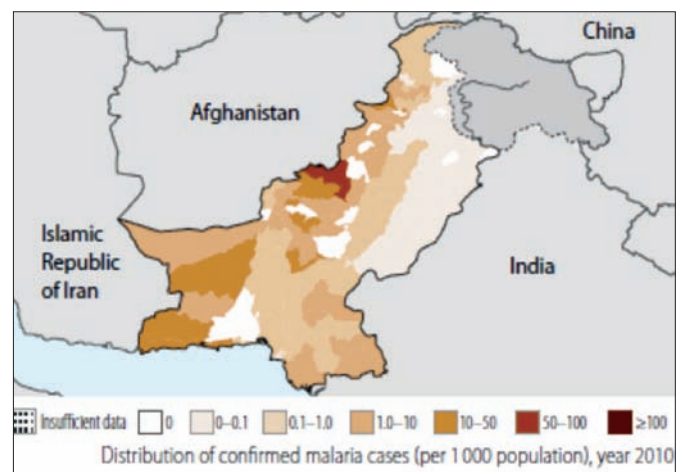 China
Afghanistan
Islamic
Republic
of Iran
India
Insufficient data 0 0–0.1 0.1–1.0 1.0–10 10–50 50–100 ≥100
Distribution of confirmed malaria cases (per 1 000 population), year 2010